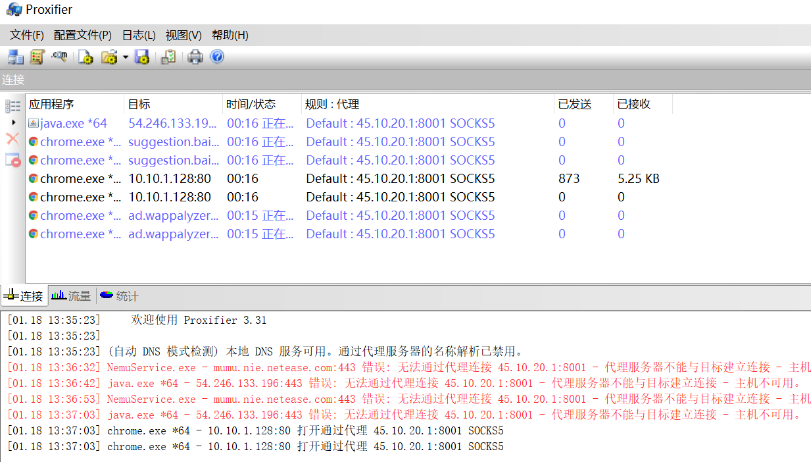 Proxifier
文件(F) 配置文件(P) 日志(L) 视图(V) 帮助(H)
连接
应用程序 目标 时间/状态 规则 : 代理 已发送 已接收
java.exe *64 54.246.133.19... 00:16 正在... Default : 45.10.20.1:8001 SOCKS5 0 0
chrome.exe *... suggestion.bai... 00:16 正在... Default : 45.10.20.1:8001 SOCKS5 0 0
chrome.exe *... suggestion.bai... 00:16 正在... Default : 45.10.20.1:8001 SOCKS5 0 0
chrome.exe *... 10.10.1.128:80 00:16 Default : 45.10.20.1:8001 SOCKS5 873 5.25 KB
chrome.exe *... 10.10.1.128:80 00:16 Default : 45.10.20.1:8001 SOCKS5 0 0
chrome.exe *... ad.wappalyzer... 00:15 正在... Default : 45.10.20.1:8001 SOCKS5 0 0
chrome.exe *... ad.wappalyzer... 00:15 正在... Default : 45.10.20.1:8001 SOCKS5 0 0
连接 流量 统计
[01.18 13:35:23] 欢迎使用 Proxifier 3.31
[01.18 13:35:23]
[01.18 13:35:23] (自动 DNS 模式检测) 本地 DNS 服务可用。通过代理服务器的名称解析已禁用。
[01.18 13:36:32] NemuService.exe - mumu.nie.netease.com:443 错误: 无法通过代理连接 45.10.20.1:8001 - 代理服务器不能与目标建立连接 - 主机
[01.18 13:36:42] java.exe *64 - 54.246.133.196:443 错误: 无法通过代理连接 45.10.20.1:8001 - 代理服务器不能与目标建立连接 - 主机不可用。
[01.18 13:36:53] NemuService.exe - mumu.nie.netease.com:443 错误: 无法通过代理连接 45.10.20.1:8001 - 代理服务器不能与目标建立连接 - 主机
[01.18 13:37:03] java.exe *64 - 54.246.133.196:443 错误: 无法通过代理连接 45.10.20.1:8001 - 代理服务器不能与目标建立连接 - 主机不可用。
[01.18 13:37:03] chrome.exe *64 - 10.10.1.128:80 打开通过代理 45.10.20.1:8001 SOCKS5
[01.18 13:37:03] chrome.exe *64 - 10.10.1.128:80 打开通过代理 45.10.20.1:8001 SOCKS5